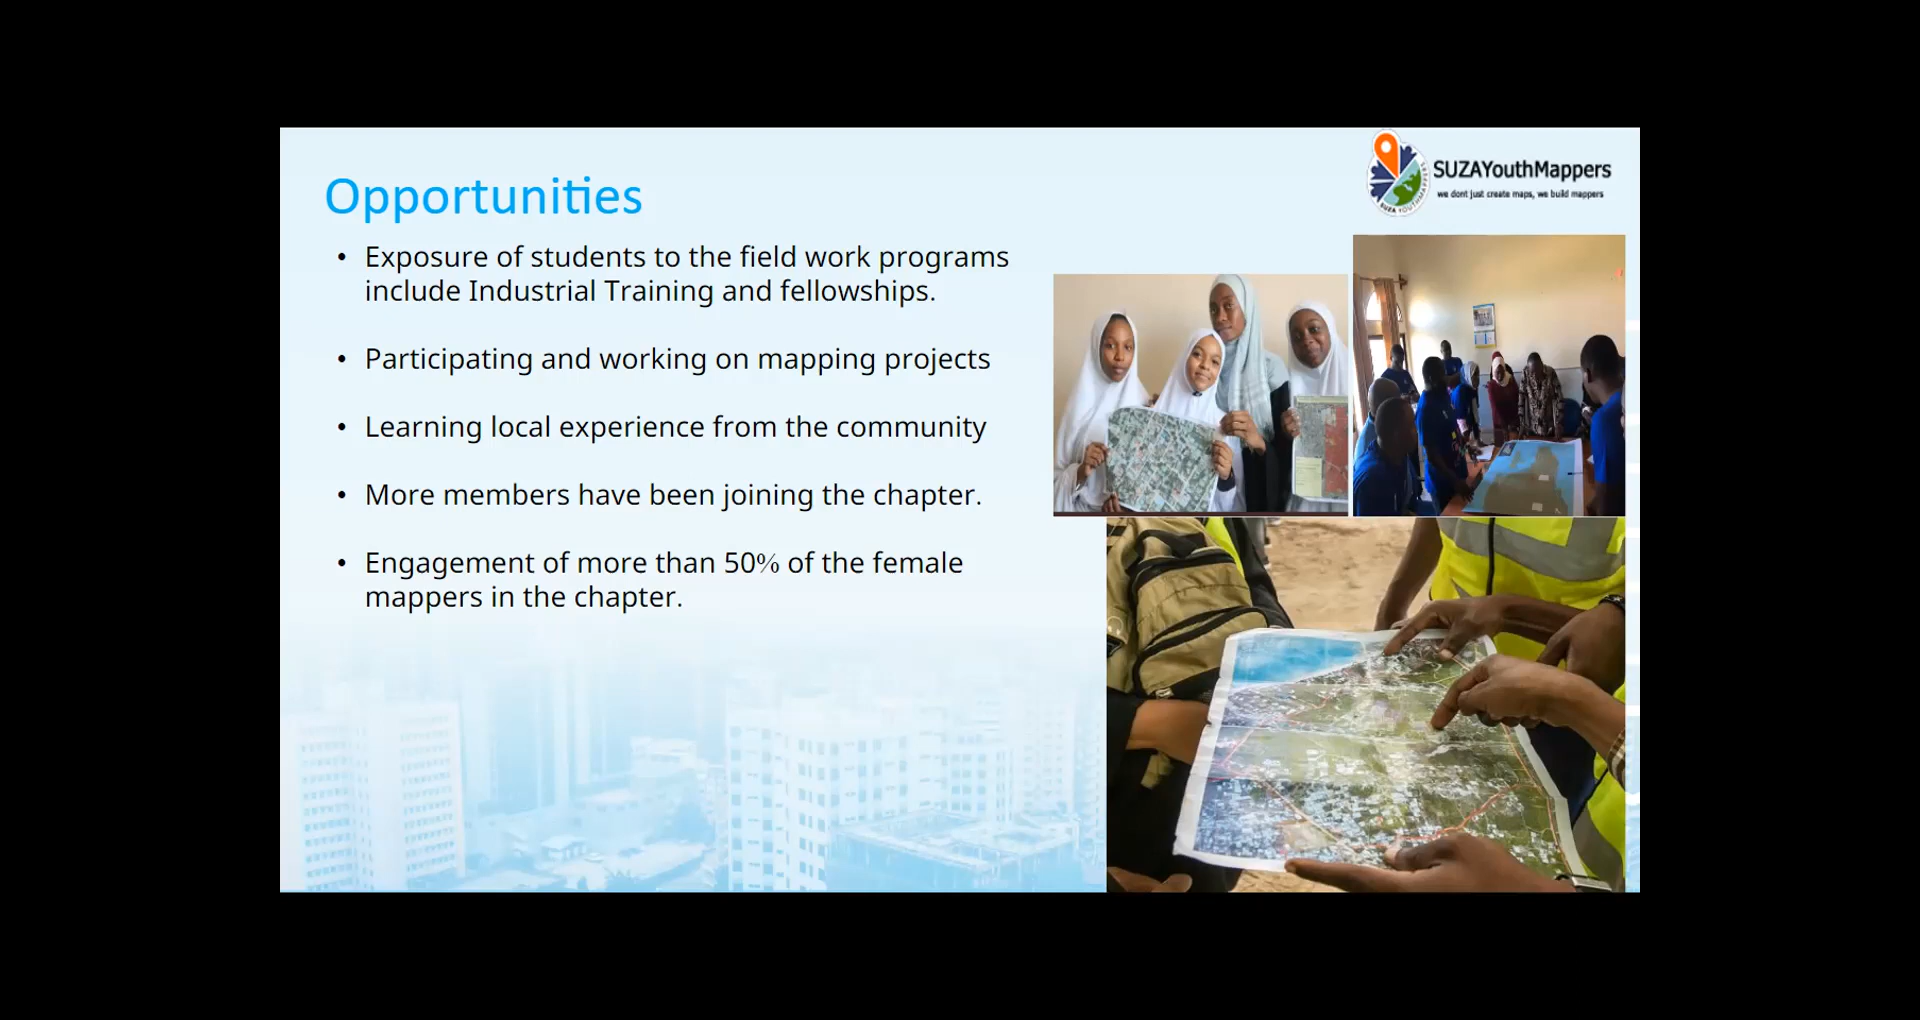 SUZAYouthMappers
we dont just create maps, we build mappers
Opportunities
• Exposure of students to the field work programs
include Industrial Training and fellowships.
• Participating and working on mapping projects
• Learning local experience from the community
• More members have been joining the chapter.
• Engagement of more than 50% of the female
mappers in the chapter.